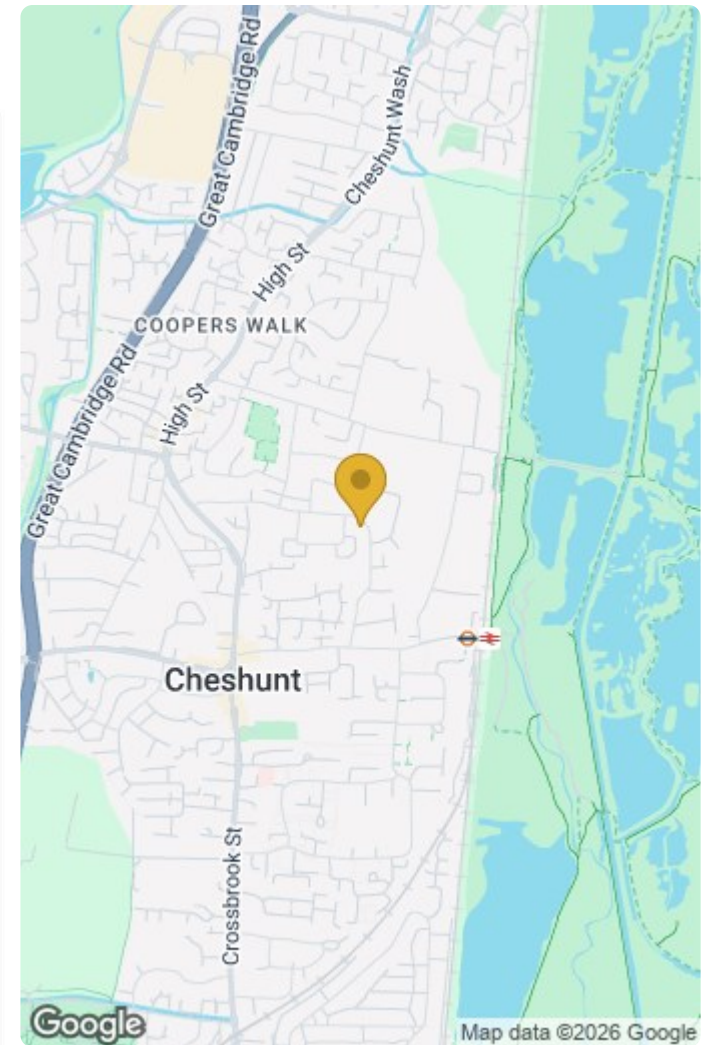 Great Cambridge Rd
Cheshunt Wash
High St
COOPERS WALK
Great Cambridge Rd
High St
Cheshunt
Crossbrook St
Google
Map data ©2026 Google